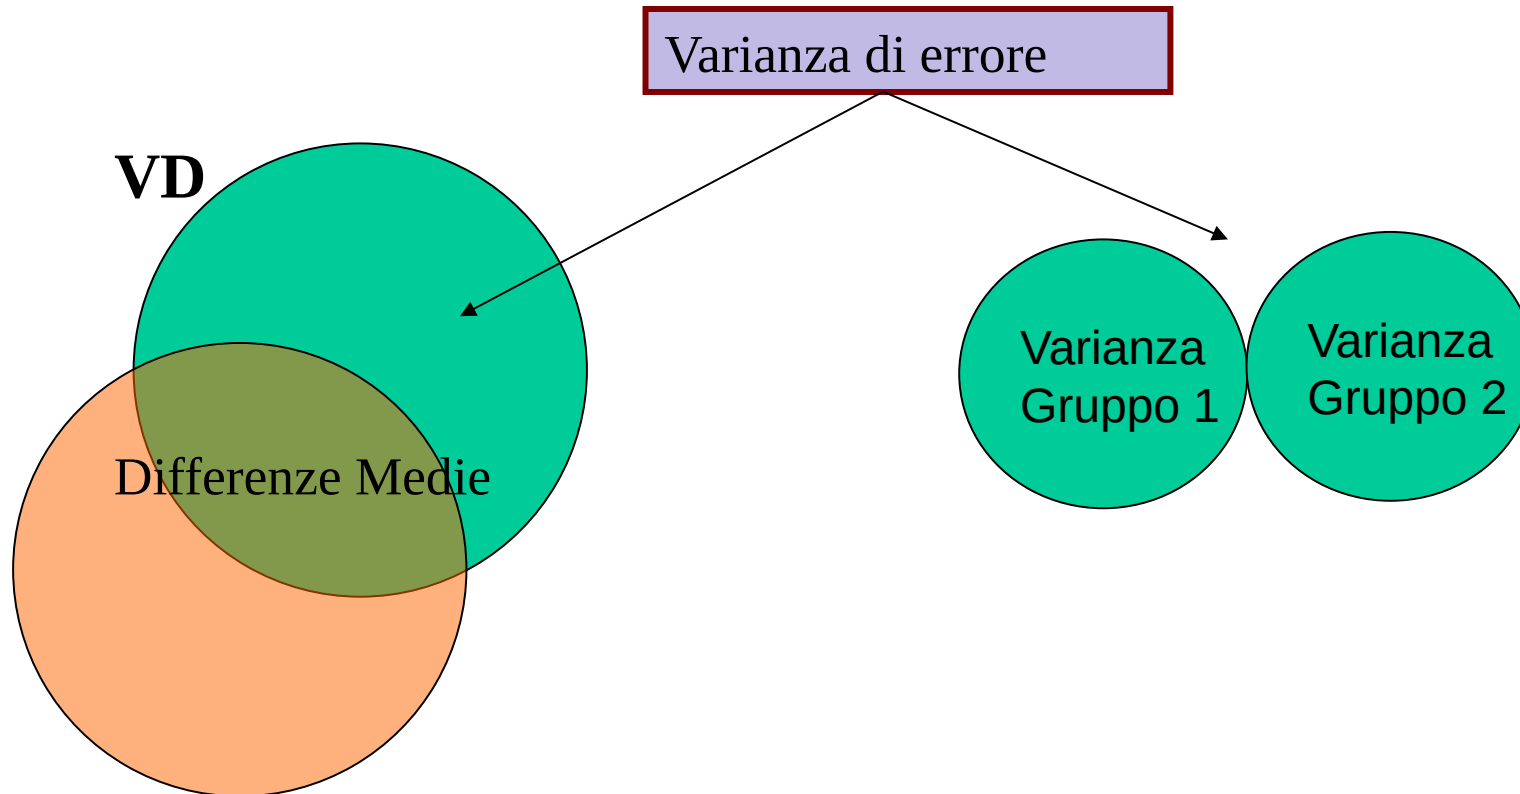 Varianza di errore
VD
Differenze Medie
Varianza
Gruppo 1
Varianza
Gruppo 2